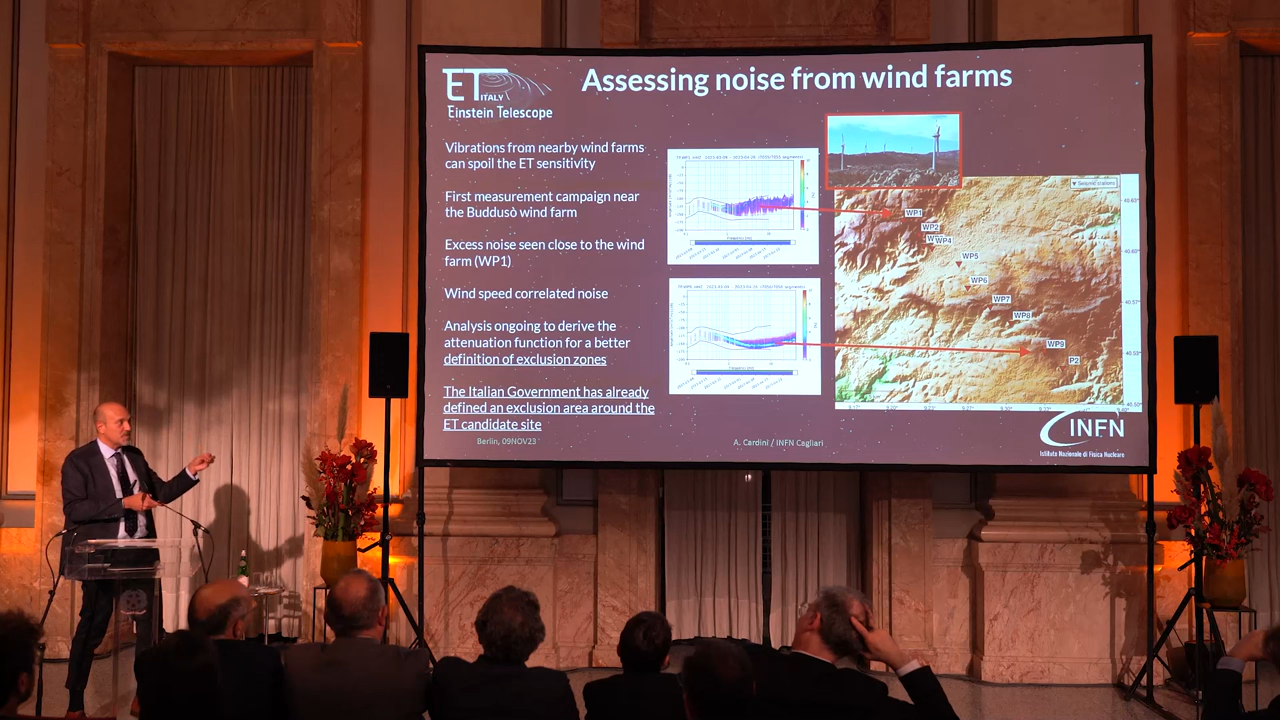 ET
ITALY
Einstein Telescope
Assessing noise from wind farms
Vibrations from nearby wind farms
can spoil the ET sensitivity
First measurement campaign near
the Buddusò wind farm
Excess noise seen close to the wind
farm (WP1)
Wind speed correlated noise
Analysis ongoing to derive the
attenuation function for a better
definition of exclusion zones
The Italian Government has already
defined an exclusion area around the
ET candidate site
Seismic stations
WP1
WP2
WP4
WP5
WP6
WP7
WP8
WP9
P2
Berlin, 09NOV23
A. Cardini / INFN Cagliari
INFN
Istituto Nazionale di Fisica Nucleare